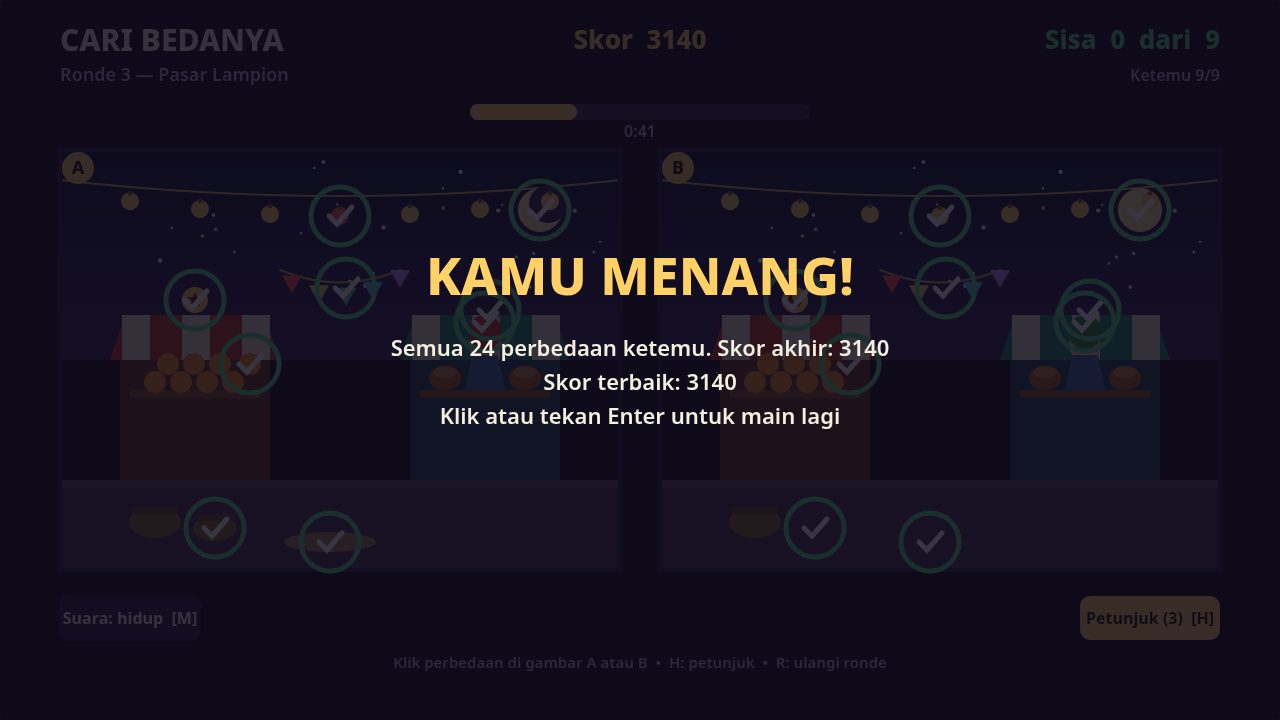 CARI BEDANYA
Skor 3140
Sisa 0 dari 9
Ronde 3 — Pasar Lampion
Ketemu 9/9
0:41
A
B
KAMU MENANG!
Semua 24 perbedaan ketemu. Skor akhir: 3140
Skor terbaik: 3140
Klik atau tekan Enter untuk main lagi
Suara: hidup [M]
Petunjuk (3) [H]
Klik perbedaan di gambar A atau B • H: petunjuk • R: ulangi ronde